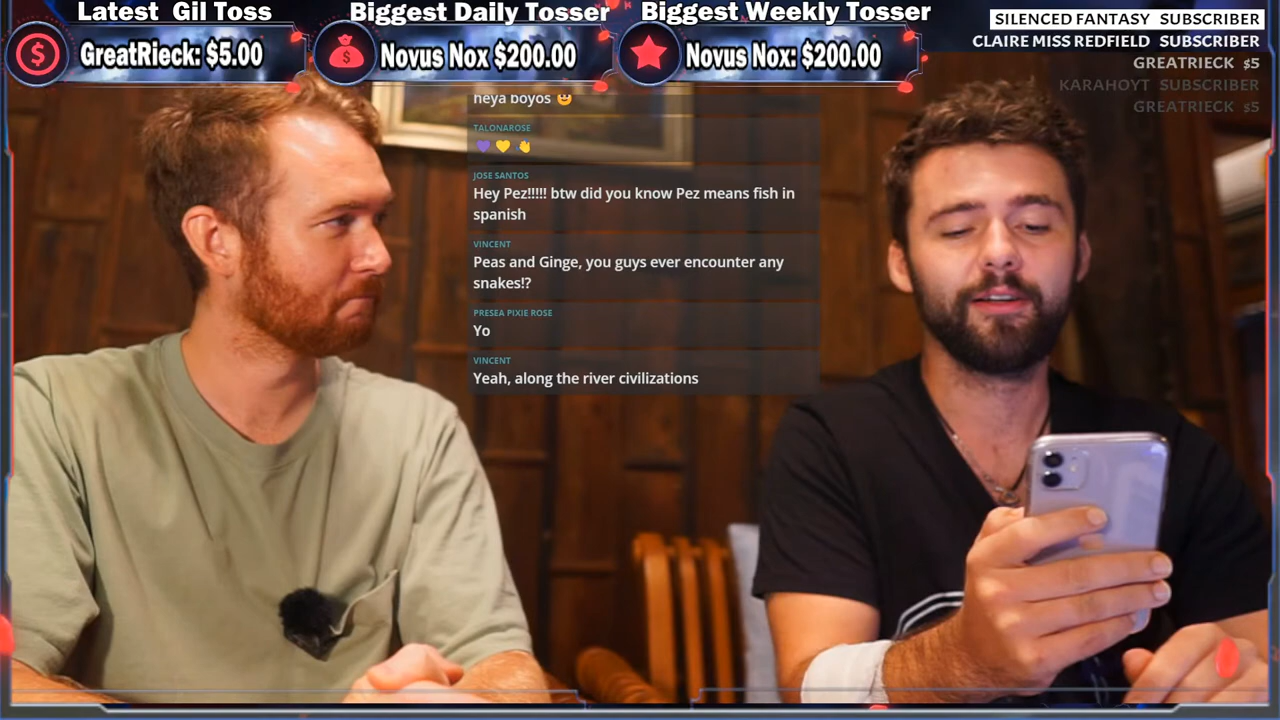 Latest Gil Toss
GreatRieck: $5.00
Biggest Daily Tosser
Novus Nox $200.00
Biggest Weekly Tosser
Novus Nox: $200.00
SILENCED FANTASY SUBSCRIBER
CLAIRE MISS REDFIELD SUBSCRIBER
GREATRIECK $5
KARAHOYT SUBSCRIBER
GREATRIECK $5
heya boyos 
TALONAROSE
JOSE SANTOS
Hey Pez!!!!! btw did you know Pez means fish in
spanish
VINCENT
Peas and Ginge, you guys ever encounter any
snakes!?
PRESEA PIXIE ROSE
Yo
VINCENT
Yeah, along the river civilizations